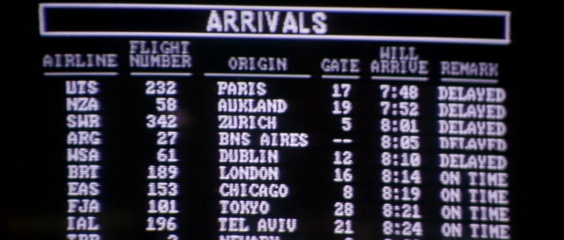 ARRIVALS
AIRLINE FLIGHT NUMBER ORIGIN GATE WILL ARRIVE REMARK
UTS 232 PARIS 17 7:48 DELAYED
NZA 58 AUKLAND 19 7:52 DELAYED
SWR 342 ZURICH 5 8:01 DELAYED
ARG 27 BNS AIRES -- 8:05 DELAYED
WSA 61 DUBLIN 12 8:10 DELAYED
BRT 189 LONDON 16 8:14 ON TIME
EAS 153 CHICAGO 8 8:19 ON TIME
FJA 101 TOKYO 28 8:21 ON TIME
IAL 196 TEL AVIV 21 8:24 ON TIME